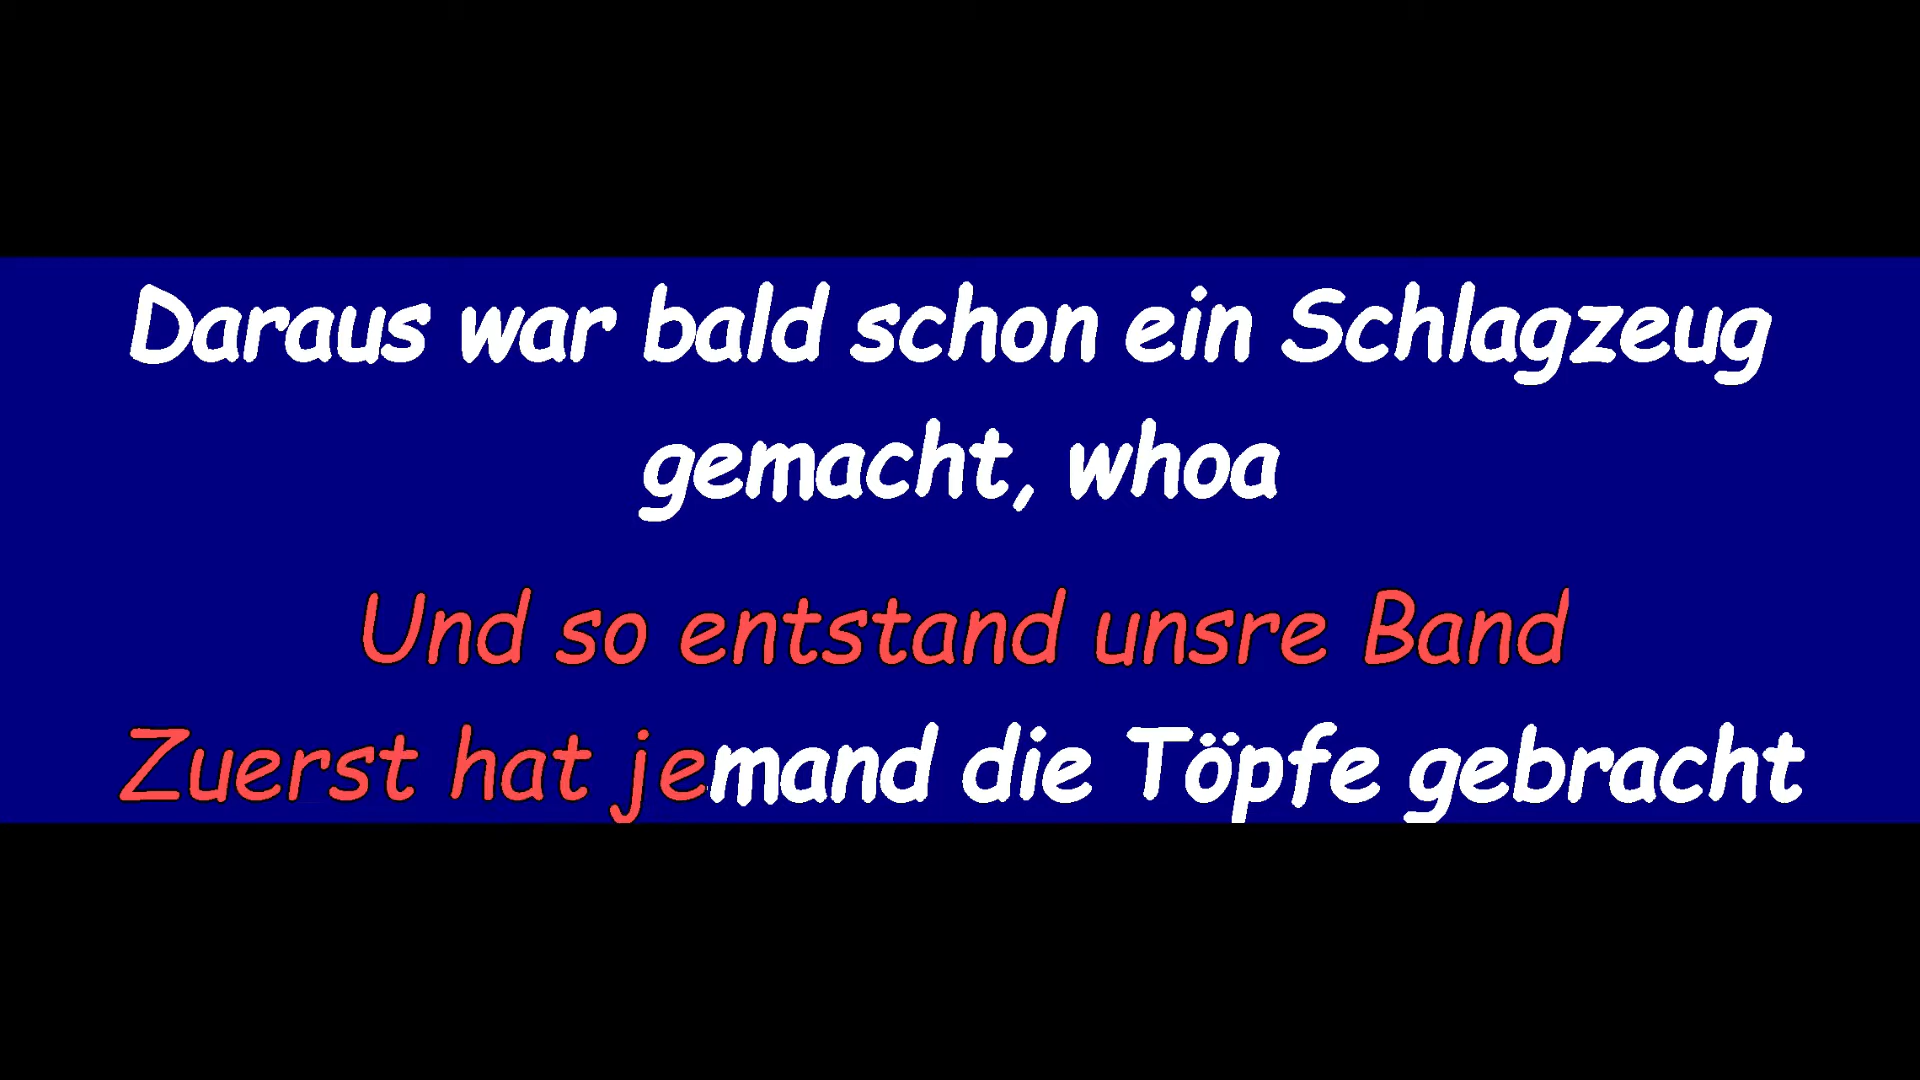 Daraus war bald schon ein Schlagzeug
gemacht, whoa
Und so entstand unsre Band
Zuerst hat jemand die Töpfe gebracht